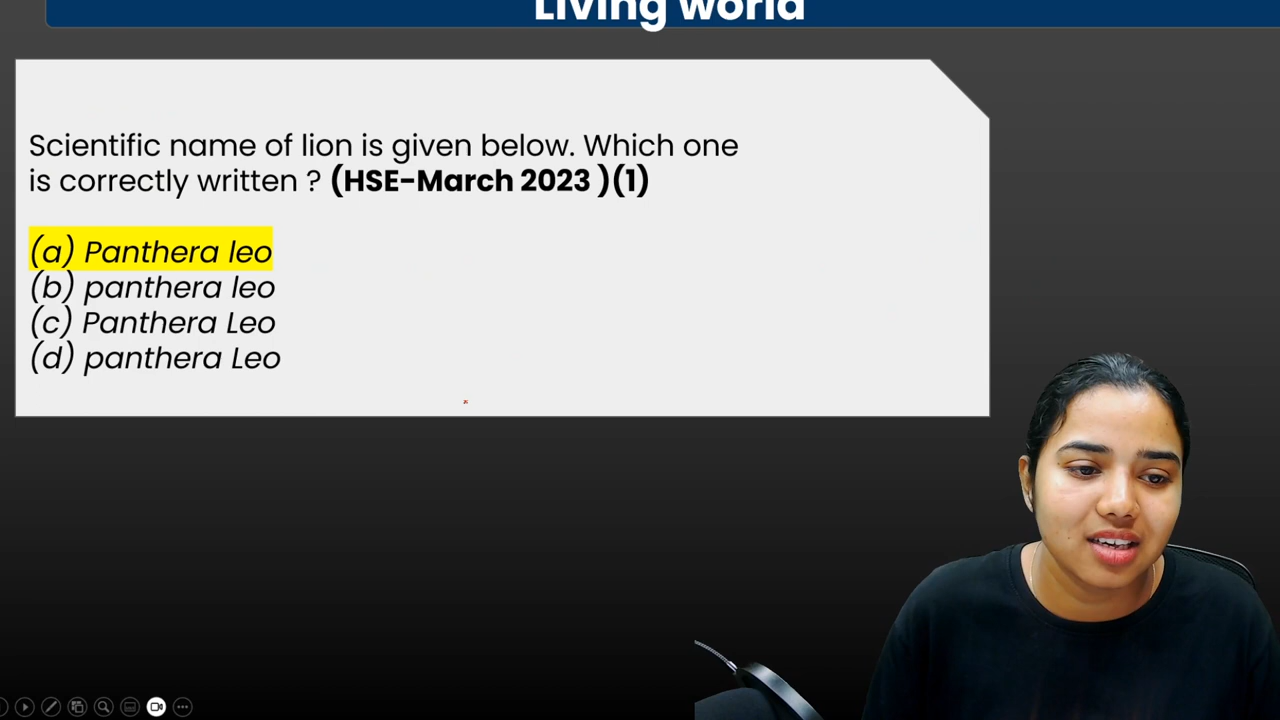 Living world
Scientific name of lion is given below. Which one
is correctly written ? (HSE-March 2023 )(1)
(a) Panthera leo
(b) panthera leo
(c) Panthera Leo
(d) panthera Leo